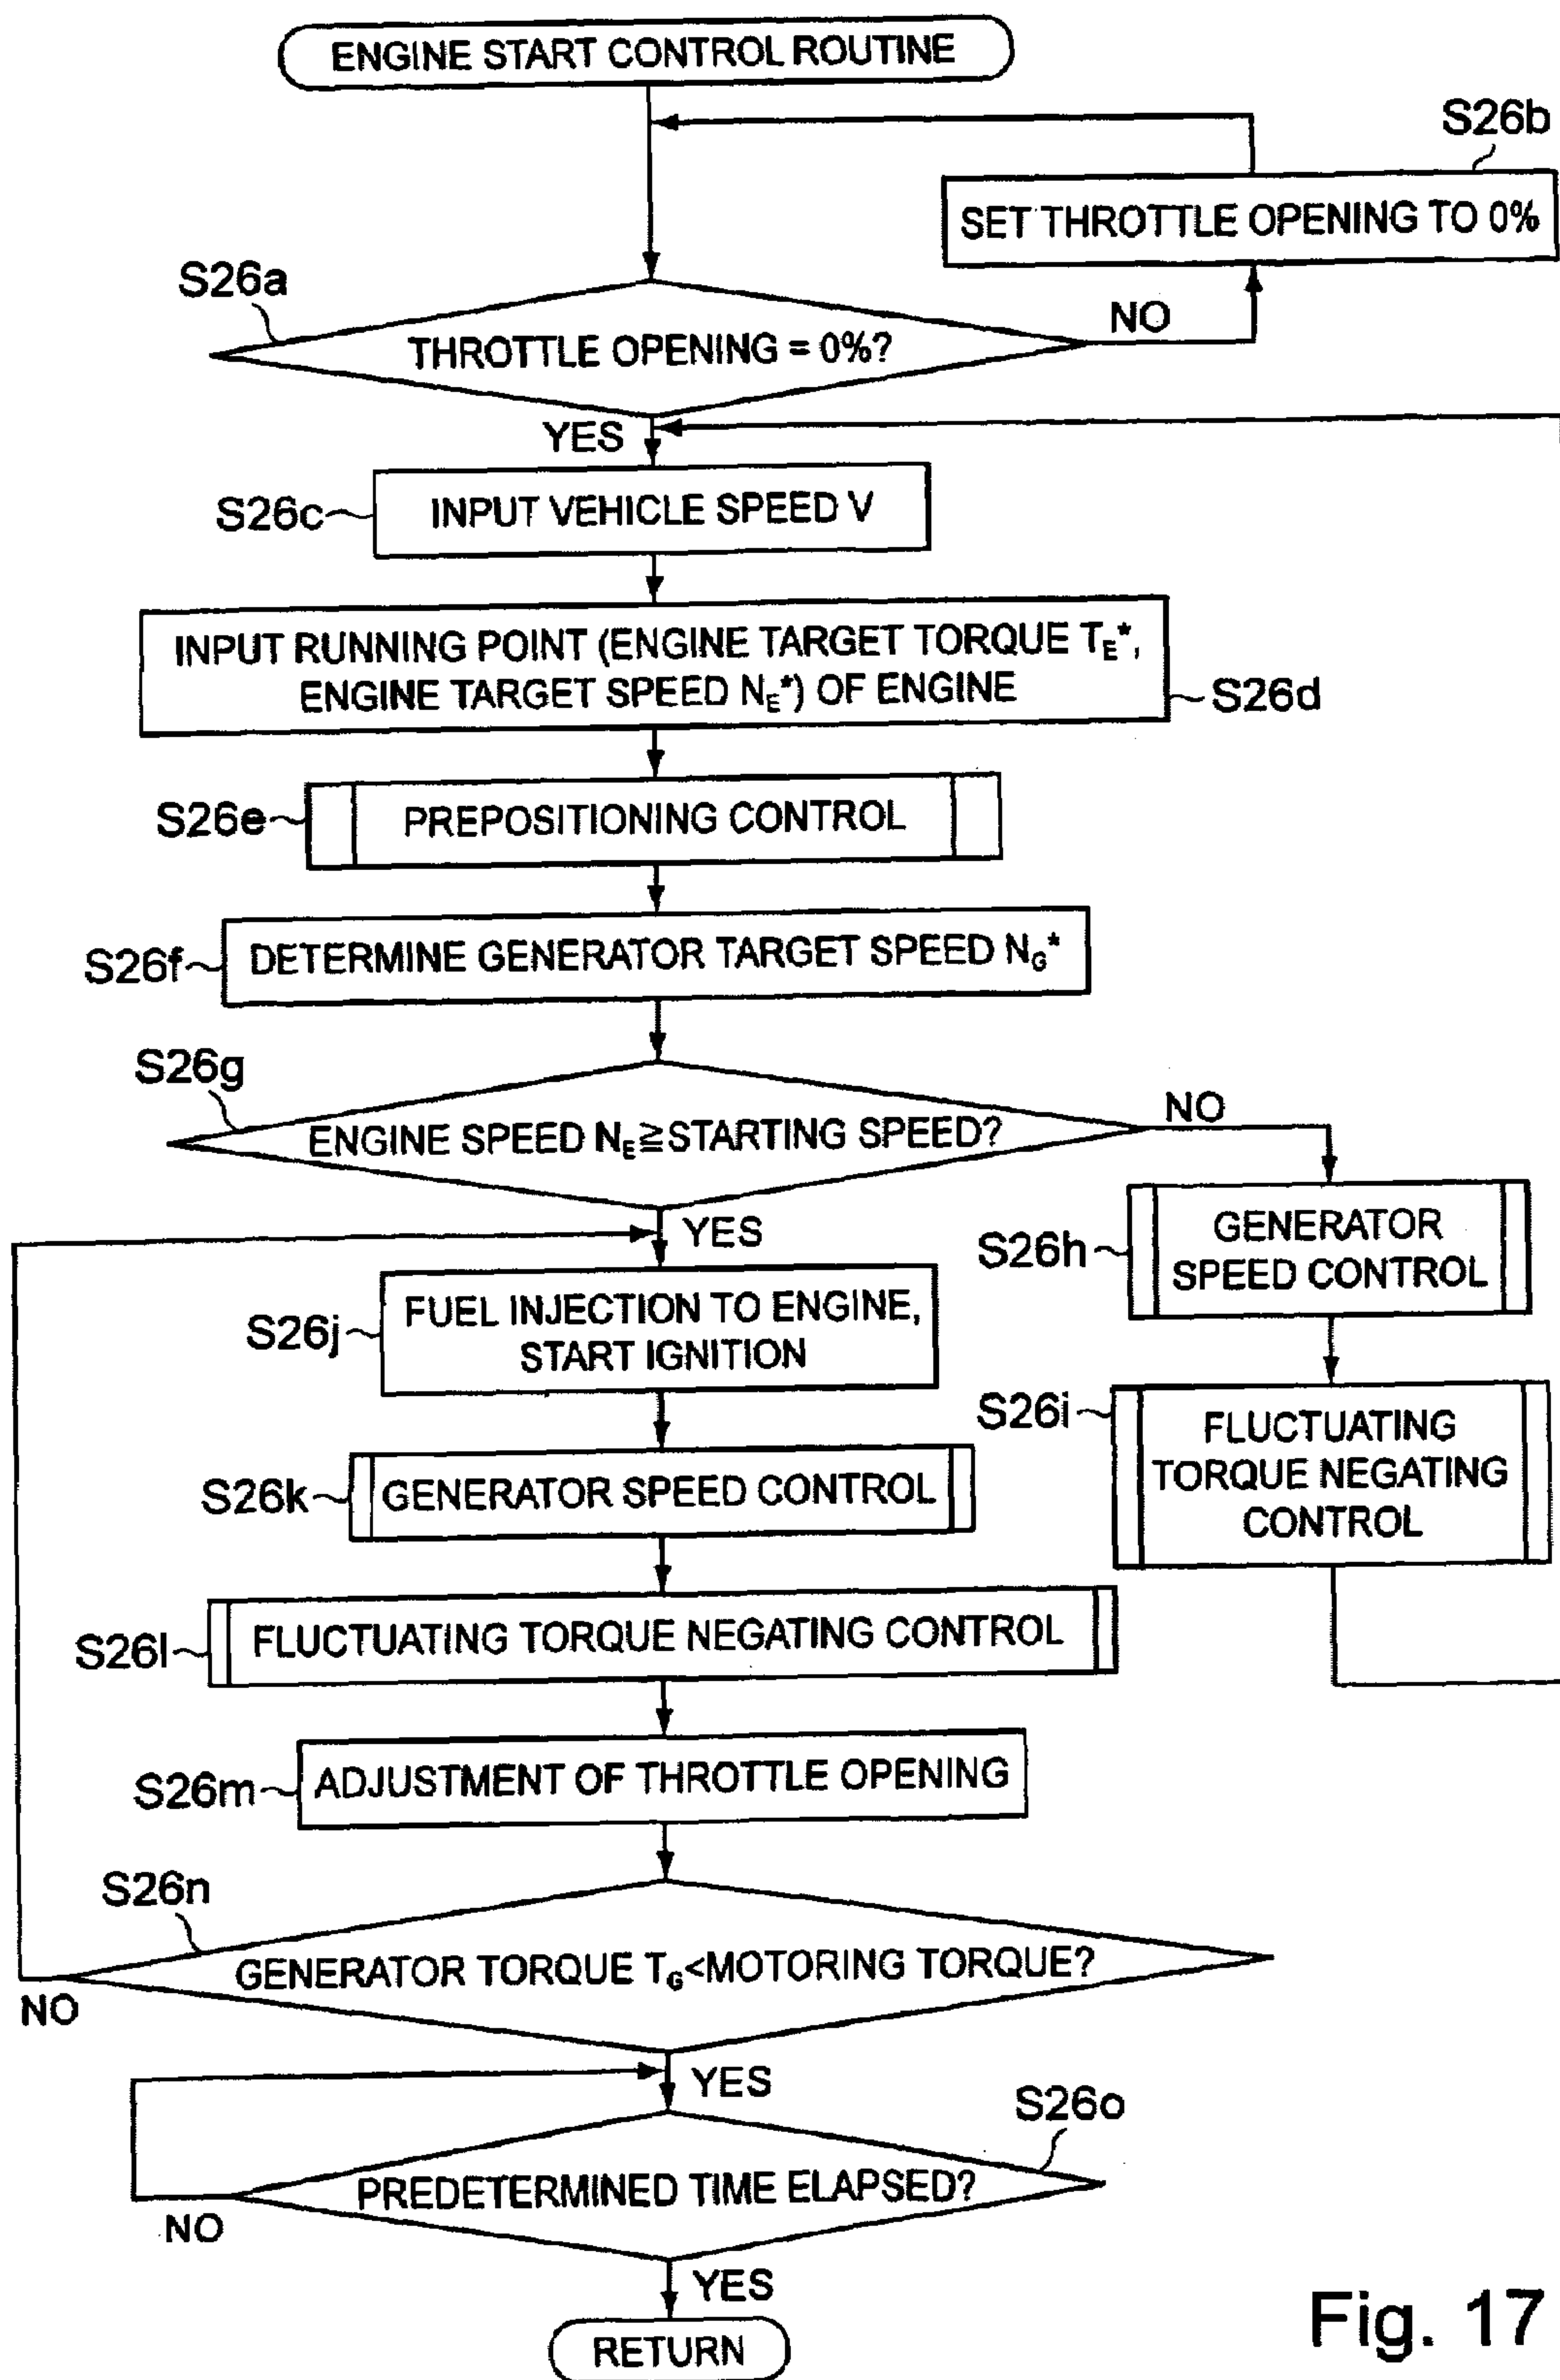 ENGINE START CONTROL ROUTINE
S26b
SET THROTTLE OPENING TO 0%
S26a
THROTTLE OPENING = 0%?
NO
YES
S26c
INPUT VEHICLE SPEED V
INPUT RUNNING POINT (ENGINE TARGET TORQUE TE*,
ENGINE TARGET SPEED NE*) OF ENGINE
S26d
S26e
PREPOSITIONING CONTROL
S26f
DETERMINE GENERATOR TARGET SPEED NG*
S26g
ENGINE SPEED NE≧STARTING SPEED?
NO
YES
S26h
GENERATOR
SPEED CONTROL
S26i
FLUCTUATING
TORQUE NEGATING
CONTROL
S26j
FUEL INJECTION TO ENGINE,
START IGNITION
S26k
GENERATOR SPEED CONTROL
S26l
FLUCTUATING TORQUE NEGATING CONTROL
S26m
ADJUSTMENT OF THROTTLE OPENING
S26n
GENERATOR TORQUE TG<MOTORING TORQUE?
NO
YES
S26o
PREDETERMINED TIME ELAPSED?
NO
YES
RETURN
Fig. 17